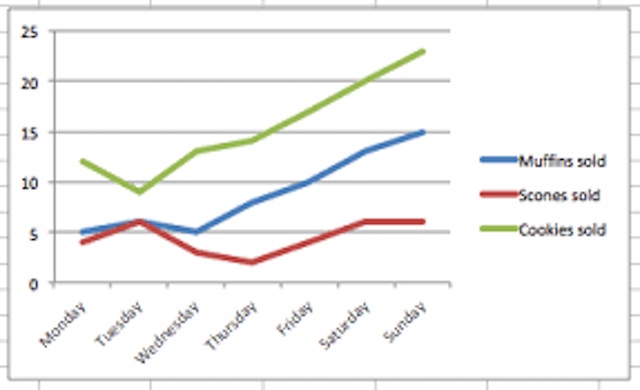 25
20
15
10
5
0
Monday
Tuesday
Wednesday
Thursday
Friday
Saturday
Sunday
Muffins sold
Scones sold
Cookies sold